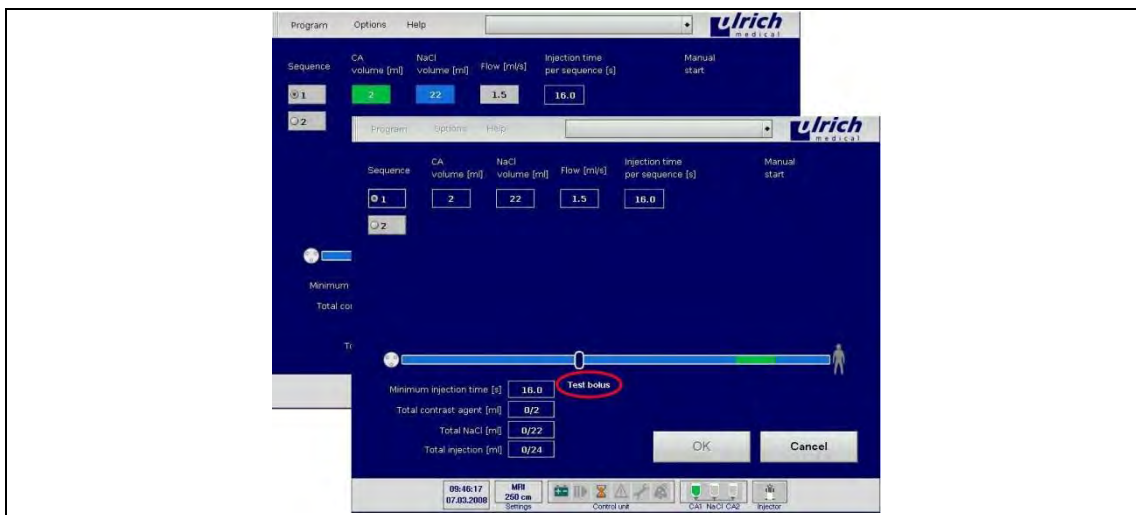 Program Options Help ulrich
medical
Sequence CA volume [ml] NaCl volume [ml] Flow [ml/s] Injection time per sequence [s] Manual start
1 2 22 1.5 16.0
2
Minimum
Total
Program Options Help ulrich
medical
Sequence CA volume [ml] NaCl volume [ml] Flow [ml/s] Injection time per sequence [s] Manual start
1 2 22 1.5 16.0
2
Minimum injection time [s] 16.0 Test bolus
Total contrast agent [ml] 0/2
Total NaCl [ml] 0/22
Total injection [ml] 0/24
OK Cancel
09:46:17 MRI
07.03.2008 250 cm
Settings Control unit CA1 NaCl CA2 Injector